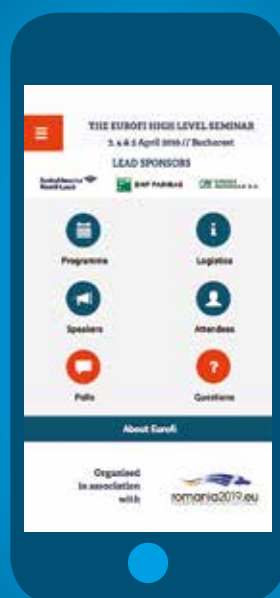 THE EUROFI HIGH LEVEL SEMINAR
3, 4 & 5 April 2019 // Bucharest
LEAD SPONSORS
BNP PARIBAS
Programme
Logistics
Speakers
Attendees
Polls
Questions
About Eurofi
Organised
in association
with
romania2019.eu